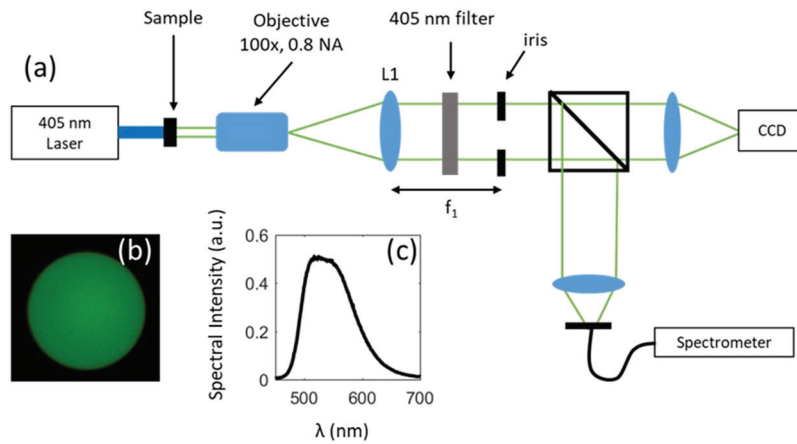 (a)
Sample
Objective
100x, 0.8 NA
405 nm filter
iris
L1
405 nm
Laser
CCD
f₁
(b)
(c)
Spectral Intensity (a.u.)
0.6
0.4
0.2
0
500
600
700
λ (nm)
Spectrometer